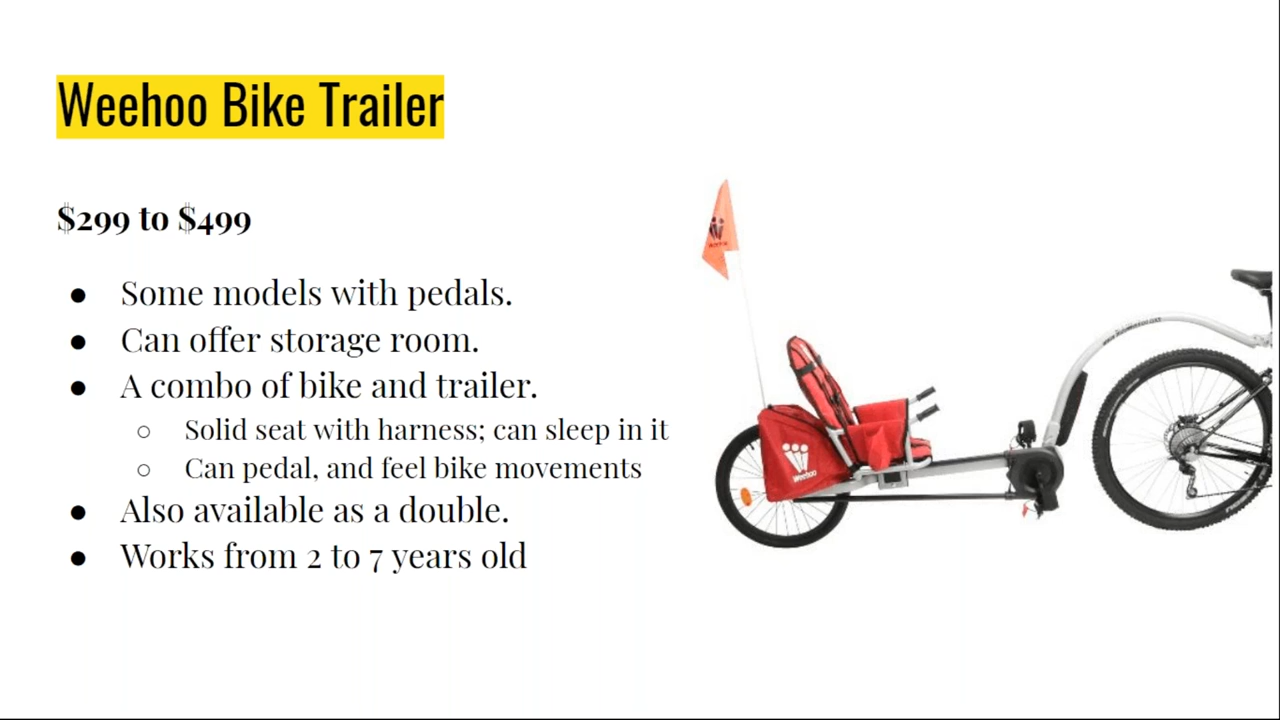 Weehoo Bike Trailer
$299 to $499
● Some models with pedals.
● Can offer storage room.
● A combo of bike and trailer.
○ Solid seat with harness; can sleep in it
○ Can pedal, and feel bike movements
● Also available as a double.
● Works from 2 to 7 years old
weehoo